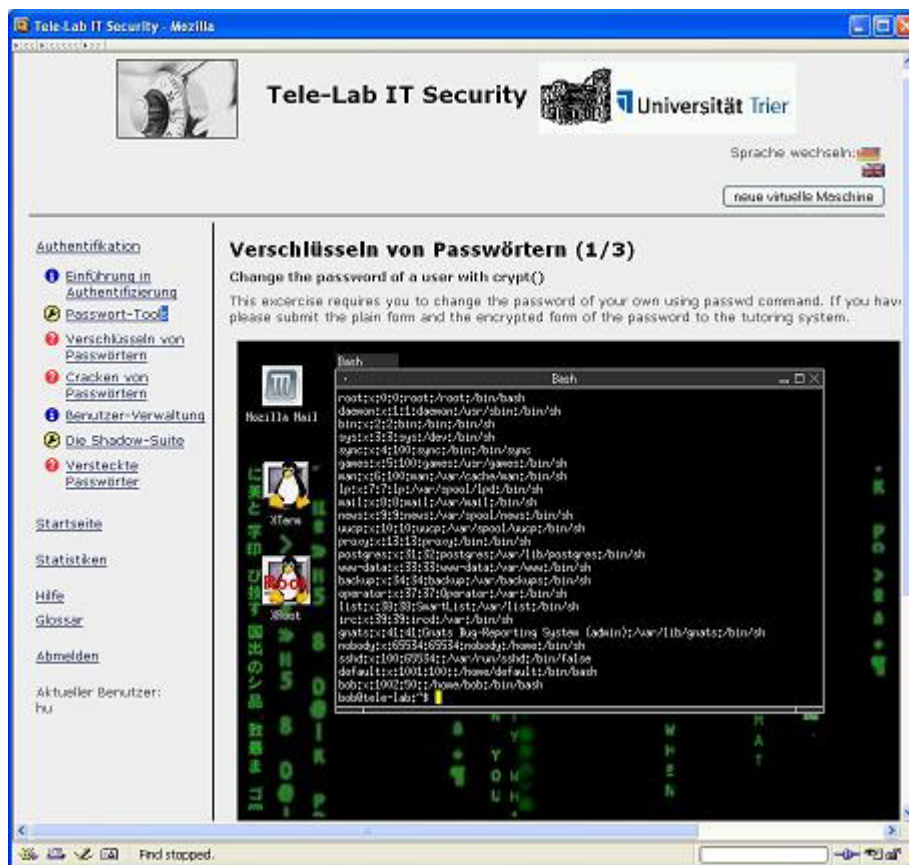 Tele-Lab IT Security - Mozilla
Tele-Lab IT Security
Universität Trier
Sprache wechseln:
neue virtuelle Maschine
Authentifikation
Einführung in
Authentifizierung
Passwort-Tools
Verschlüsseln von
Passwörtern
Cracken von
Passwörtern
Benutzer-Verwaltung
Die Shadow-Suite
Versteckte
Passwörter
Startseite
Statistiken
Hilfe
Glossar
Abmelden
Aktueller Benutzer:
hu
Verschlüsseln von Passwörtern (1/3)
Change the password of a user with crypt()
This excercise requires you to change the password of your own using passwd command. If you have
please submit the plain form and the encrypted form of the password to the tutoring system.
Mozilla Mail
XTerm
Root
XRoot
Bash
Bash
root:x:0:0:root:/root:/bin/bash
daemon:x:1:1:daemon:/usr/sbin:/bin/sh
bin:x:2:2:bin:/bin:/bin/sh
sys:x:3:3:sys:/dev:/bin/sh
sync:x:4:100:sync:/bin:/bin/sync
games:x:5:100:games:/usr/games:/bin/sh
man:x:6:100:man:/var/cache/man:/bin/sh
lp:x:7:7:lp:/var/spool/lpd:/bin/sh
mail:x:8:8:mail:/var/mail:/bin/sh
news:x:9:9:news:/var/spool/news:/bin/sh
uucp:x:10:10:uucp:/var/spool/uucp:/bin/sh
proxy:x:13:13:proxy:/bin:/bin/sh
postgres:x:31:32:postgres:/var/lib/postgres:/bin/sh
www-data:x:33:33:www-data:/var/www:/bin/sh
backup:x:34:34:backup:/var/backups:/bin/sh
operator:x:37:37:Operator:/var:/bin/sh
list:x:38:38:SmartList:/var/list:/bin/sh
irc:x:39:39:ircd:/var:/bin/sh
gnats:x:41:41:Gnats Bug-Reporting System (admin):/var/lib/gnats:/bin/sh
nobody:x:65534:65534:nobody:/home:/bin/sh
sshd:x:100:65534::/var/run/sshd:/bin/false
default:x:1001:100::/home/default:/bin/bash
bob:x:1002:50::/home/bob:/bin/bash
bob@tele-lab:~$
Find stopped.